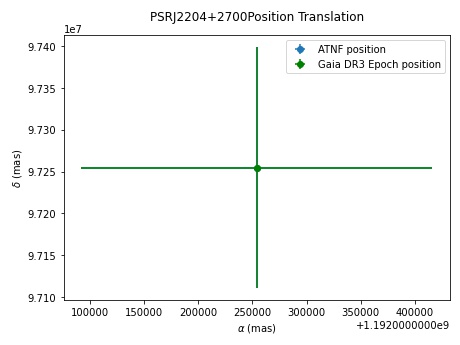 PSRJ2204+2700Position Translation
1e7
ATNF position
Gaia DR3 Epoch position
9.740
9.735
9.730
9.725
9.720
9.715
9.710
δ (mas)
100000 150000 200000 250000 300000 350000 400000
α (mas)
+1.1920000000e9